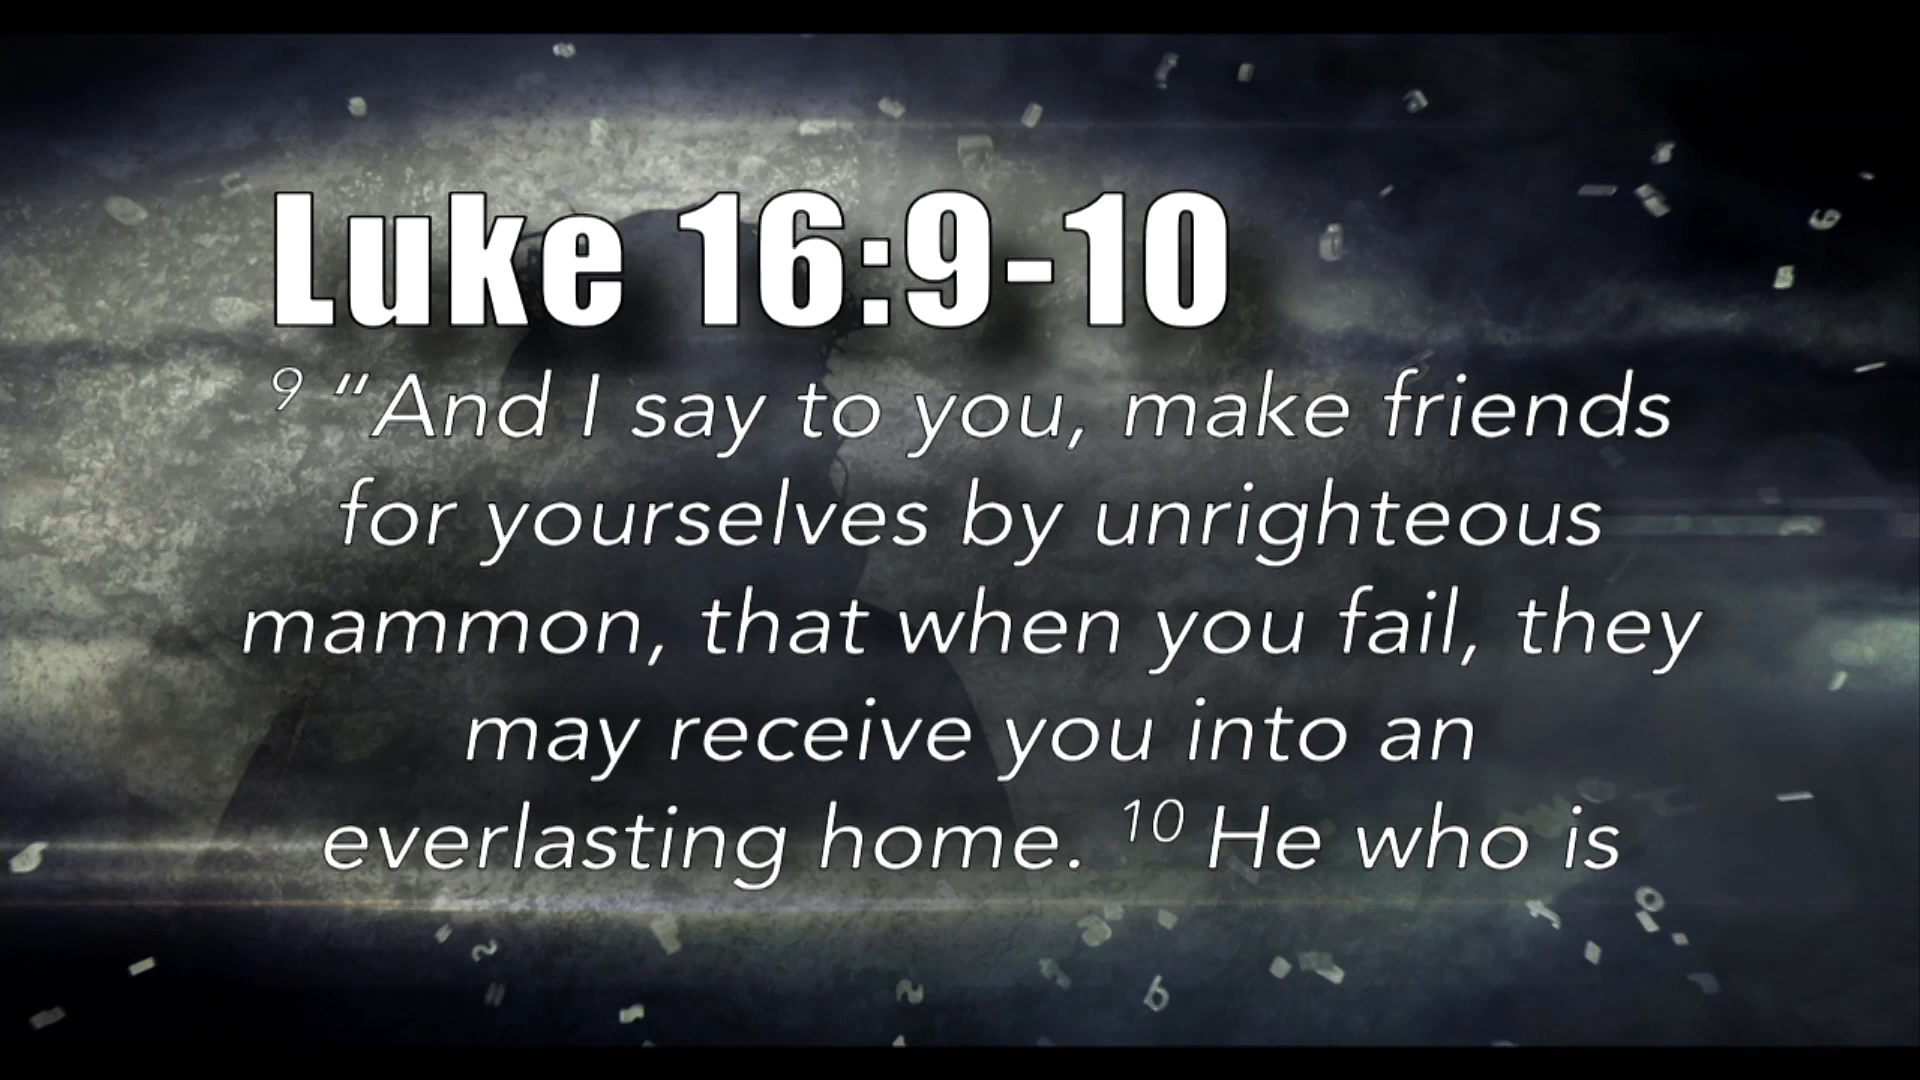 Luke 16:9-10
9 “And I say to you, make friends
for yourselves by unrighteous
mammon, that when you fail, they
may receive you into an
everlasting home. 10 He who is